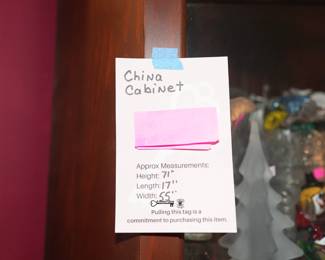 China
Cabinet
Approx Measurements:
Height: 71"
Length: 17"
Width: 55"
Pulling this tag is a
commitment to purchasing this item.